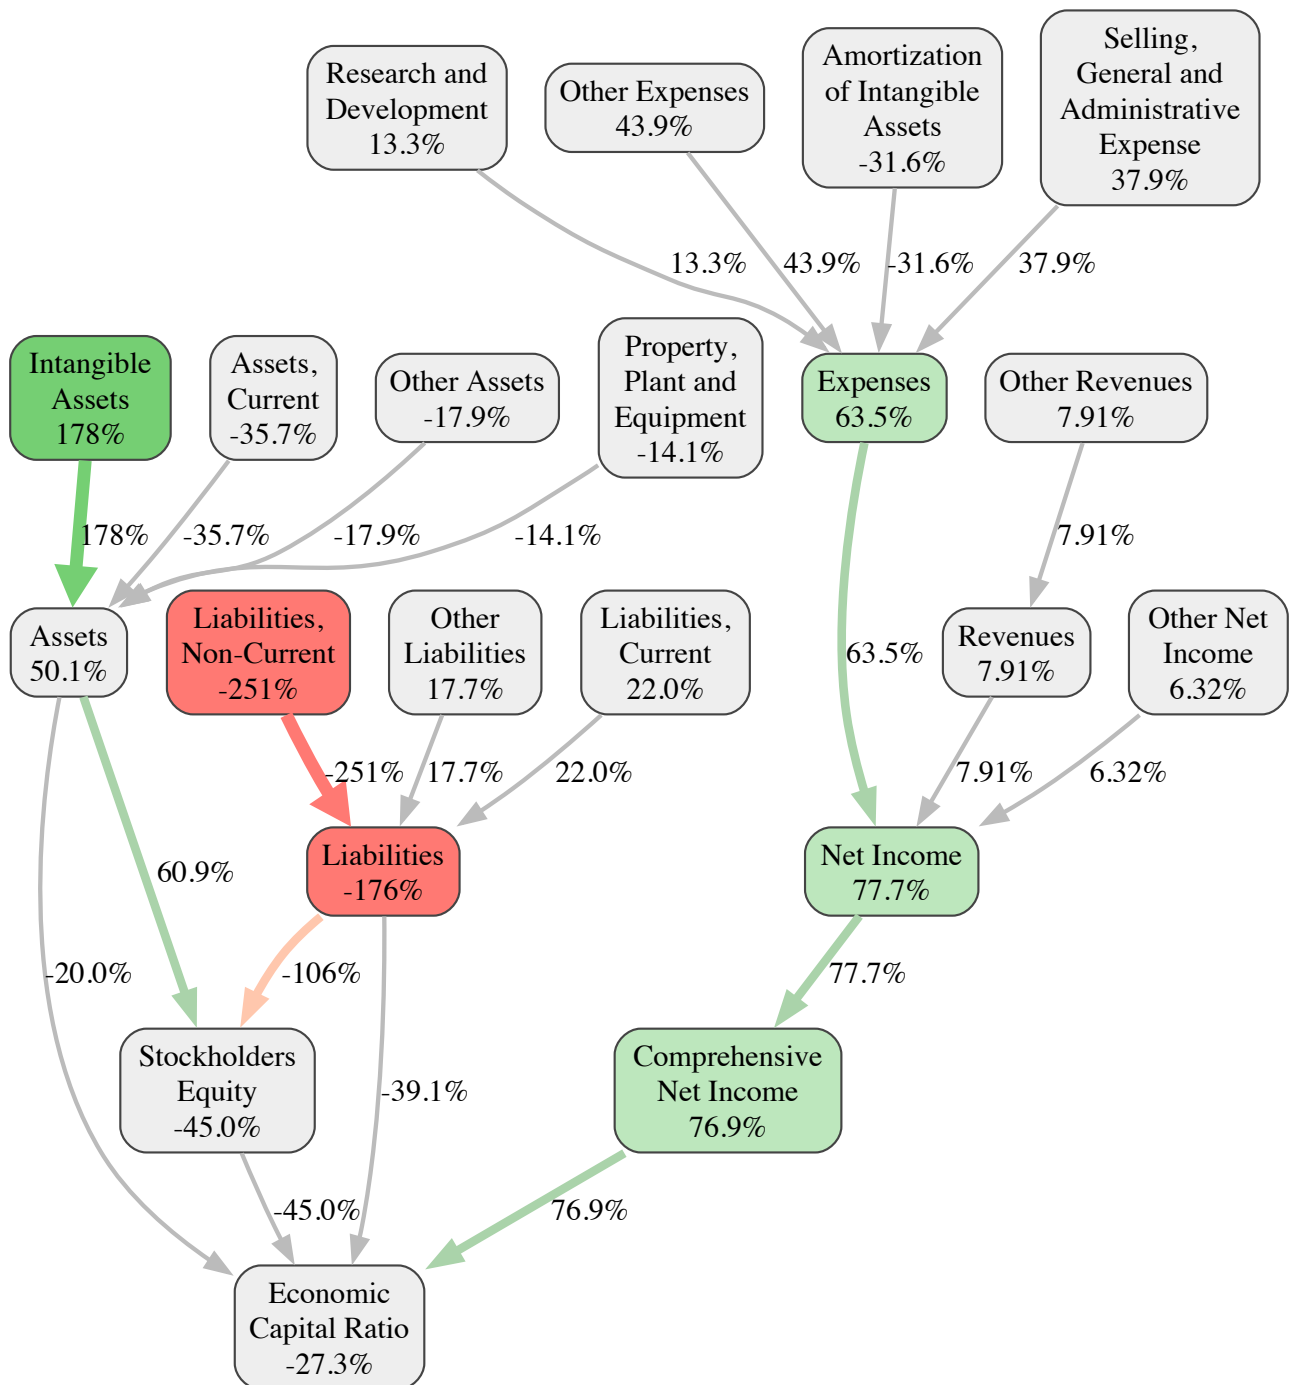 Research and
Development
13.3%
Other Expenses
43.9%
Amortization
of Intangible
Assets
-31.6%
Selling,
General and
Administrative
Expense
37.9%
13.3%
43.9%
-31.6%
37.9%
Intangible
Assets
178%
Assets,
Current
-35.7%
Other Assets
-17.9%
Property,
Plant and
Equipment
-14.1%
Expenses
63.5%
Other Revenues
7.91%
178%
-35.7%
-17.9%
-14.1%
7.91%
Assets
50.1%
Liabilities,
Non-Current
-251%
Other
Liabilities
17.7%
Liabilities,
Current
22.0%
63.5%
Revenues
7.91%
Other Net
Income
6.32%
-251%
17.7%
22.0%
7.91%
6.32%
60.9%
Liabilities
-176%
Net Income
77.7%
-20.0%
-106%
77.7%
Stockholders
Equity
-45.0%
-39.1%
Comprehensive
Net Income
76.9%
-45.0%
76.9%
Economic
Capital Ratio
-27.3%